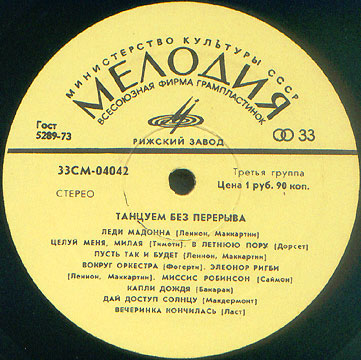 МИНИСТЕРСТВО КУЛЬТУРЫ СССР
МЕЛОДИЯ
ВСЕСОЮЗНАЯ ФИРМА ГРАМПЛАСТИНОК
Гост
5289-73
33
РИЖСКИЙ ЗАВОД
33СМ-04042
Третья группа
СТЕРЕО
Цена 1 руб. 90 коп.
ТАНЦУЕМ БЕЗ ПЕРЕРЫВА
ЛЕДИ МАДОННА (Леннон, Маккартни)
ЦЕЛУЙ МЕНЯ, МИЛАЯ (Тимоти). В ЛЕТНЮЮ ПОРУ (Дорсет)
ПУСТЬ ТАК И БУДЕТ (Леннон, Маккартни)
ВОКРУГ ОРКЕСТРА (Фогерти). ЭЛЕОНОР РИГБИ
(Леннон, Маккартни). МИССИС РОБИНСОН (Саймон)
КАПЛИ ДОЖДЯ (Бакарак)
ДАЙ ДОСТУП СОЛНЦУ (Макдермонт)
ВЕЧЕРИНКА КОНЧИЛАСЬ (Ласт)